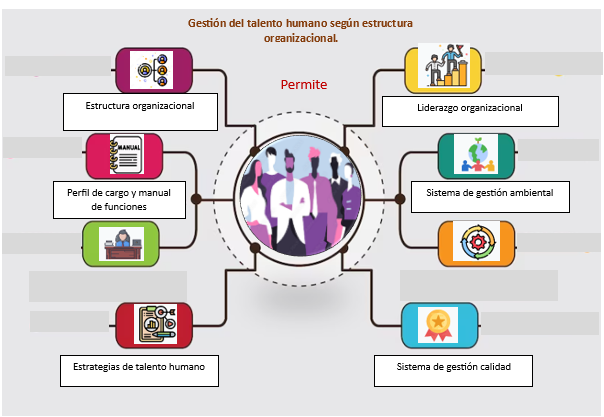 Gestión del talento humano según estructura
organizacional.
Permite
Estructura organizacional
Liderazgo organizacional
MANUAL
Perfil de cargo y manual
de funciones
Sistema de gestión ambiental
Estrategias de talento humano
Sistema de gestión calidad